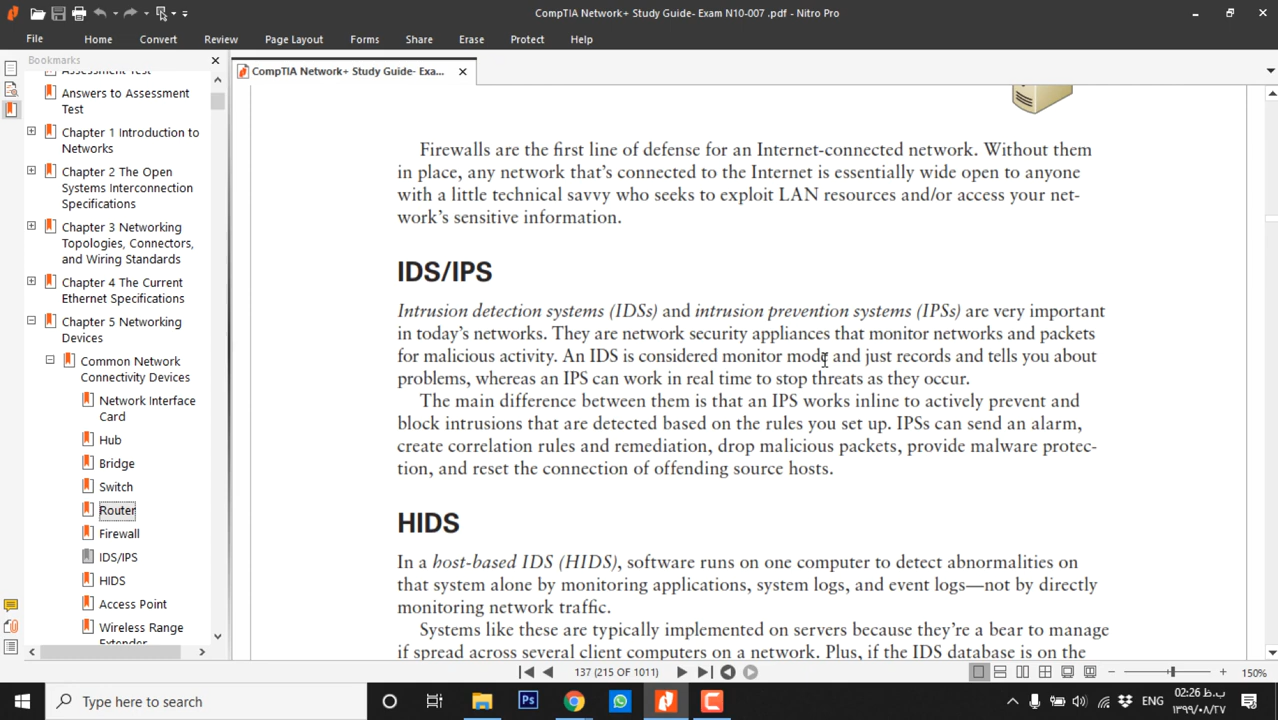 CompTIA Network+ Study Guide- Exam N10-007 .pdf - Nitro Pro
File Home Convert Review Page Layout Forms Share Erase Protect Help
Bookmarks
CompTIA Network+ Study Guide- Exa...
Assessment Test
Answers to Assessment
Test
Chapter 1 Introduction to
Networks
Chapter 2 The Open
Systems Interconnection
Specifications
Chapter 3 Networking
Topologies, Connectors,
and Wiring Standards
Chapter 4 The Current
Ethernet Specifications
Chapter 5 Networking
Devices
Common Network
Connectivity Devices
Network Interface
Card
Hub
Bridge
Switch
Router
Firewall
IDS/IPS
HIDS
Access Point
Wireless Range
Extender
Firewalls are the first line of defense for an Internet-connected network. Without them
in place, any network that's connected to the Internet is essentially wide open to anyone
with a little technical savvy who seeks to exploit LAN resources and/or access your net-
work's sensitive information.
IDS/IPS
Intrusion detection systems (IDSs) and intrusion prevention systems (IPSs) are very important
in today's networks. They are network security appliances that monitor networks and packets
for malicious activity. An IDS is considered monitor mode and just records and tells you about
problems, whereas an IPS can work in real time to stop threats as they occur.
The main difference between them is that an IPS works inline to actively prevent and
block intrusions that are detected based on the rules you set up. IPSs can send an alarm,
create correlation rules and remediation, drop malicious packets, provide malware protec-
tion, and reset the connection of offending source hosts.
HIDS
In a host-based IDS (HIDS), software runs on one computer to detect abnormalities on
that system alone by monitoring applications, system logs, and event logs—not by directly
monitoring network traffic.
Systems like these are typically implemented on servers because they're a bear to manage
if spread across several client computers on a network. Plus, if the IDS database is on the
137 (215 of 1011)
150%
Type here to search
Ps
ENG
02:26 ب.ظ
۱۳۹۹/۰۸/۲۷